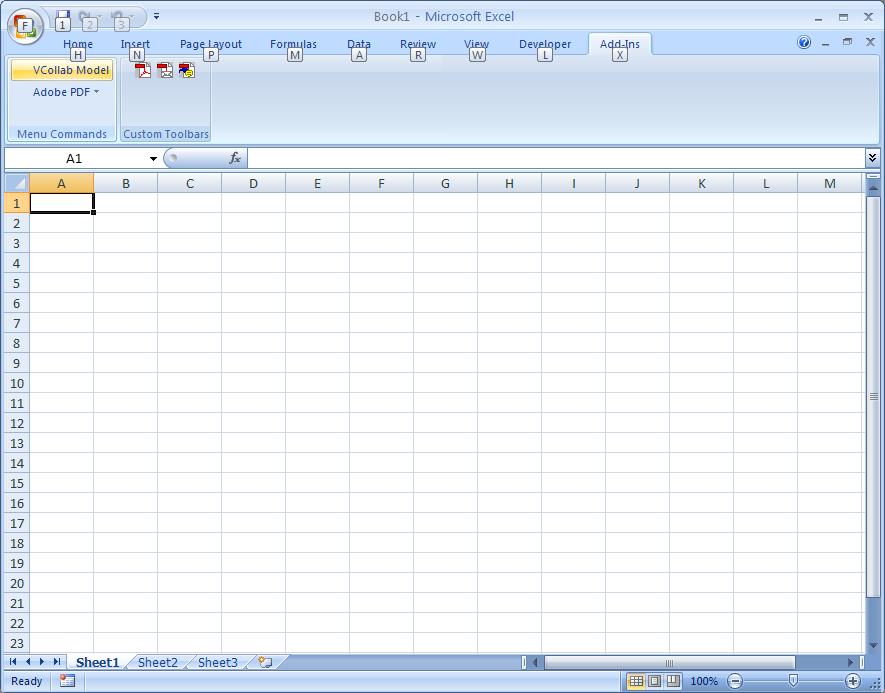 Book1 - Microsoft Excel
F 1 2 3
Home Insert Page Layout Formulas Data Review View Developer Add-Ins
H N P M A R W L X
VCollab Model
Adobe PDF
Menu Commands Custom Toolbars
A1 fx
A B C D E F G H I J K L M
1
2
3
4
5
6
7
8
9
10
11
12
13
14
15
16
17
18
19
20
21
22
23
Sheet1 Sheet2 Sheet3
Ready 100%